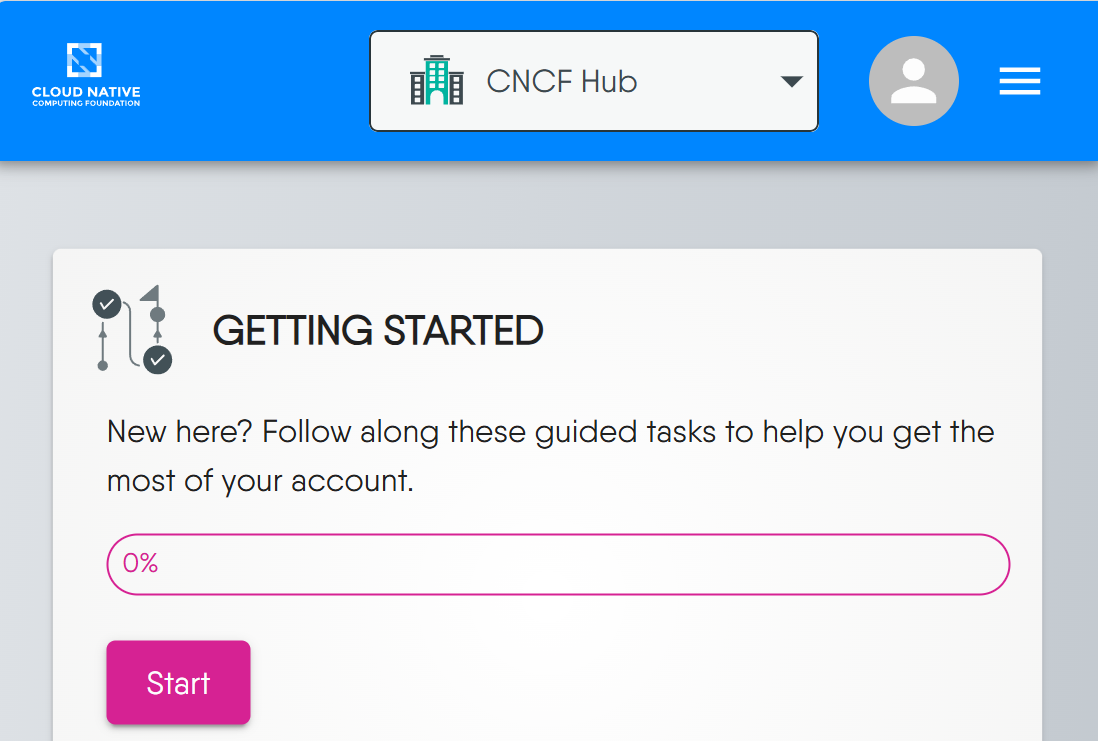 CLOUD NATIVE
COMPUTING FOUNDATION
CNCF Hub
GETTING STARTED
New here? Follow along these guided tasks to help you get the
most of your account.
0%
Start